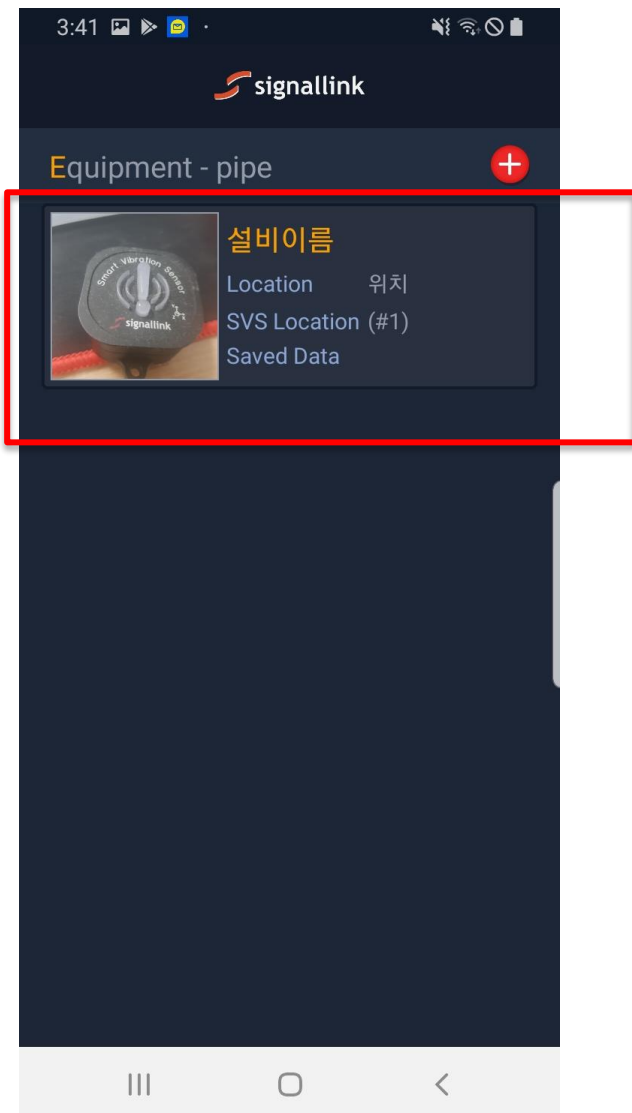 3:41
signallink
Equipment - pipe
설비이름
Location 위치
SVS Location (#1)
Saved Data
Smart Vibration Sensor
signallink